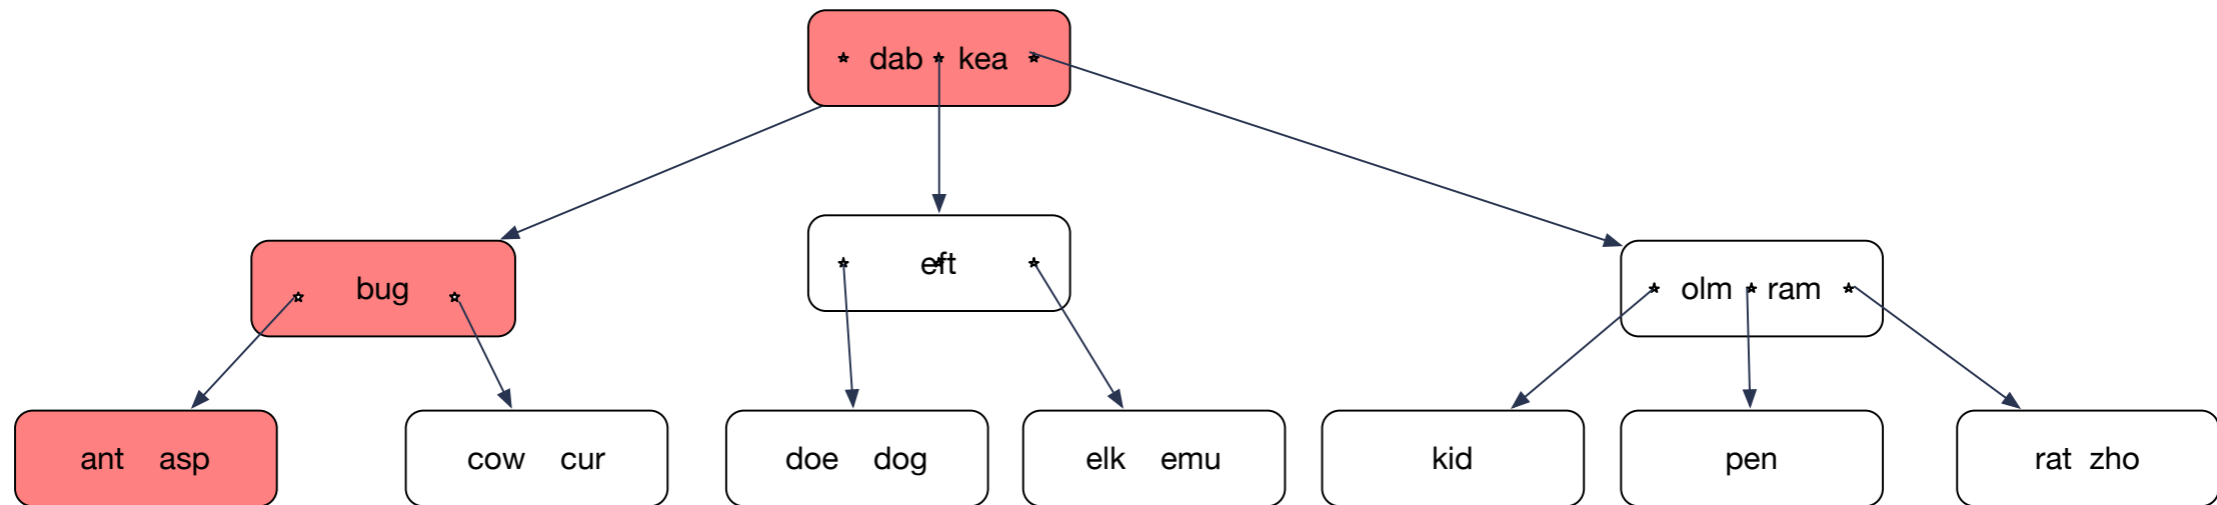 dab kea
bug
eft
olm ram
ant asp
cow cur
doe dog
elk emu
kid
pen
rat zho